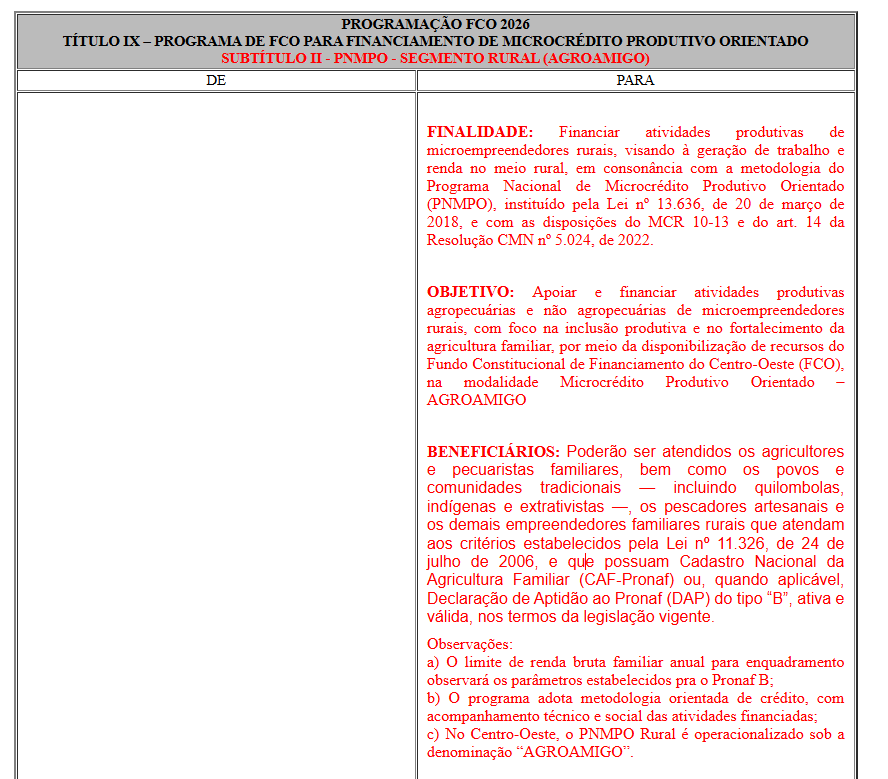 PROGRAMAÇÃO FCO 2026
TÍTULO IX – PROGRAMA DE FCO PARA FINANCIAMENTO DE MICROCRÉDITO PRODUTIVO ORIENTADO
SUBTÍTULO II - PNMPO - SEGMENTO RURAL (AGROAMIGO)
DE
PARA
FINALIDADE: Financiar atividades produtivas de
microempreendedores rurais, visando à geração de trabalho e
renda no meio rural, em consonância com a metodologia do
Programa Nacional de Microcrédito Produtivo Orientado
(PNMPO), instituído pela Lei nº 13.636, de 20 de março de
2018, e com as disposições do MCR 10-13 e do art. 14 da
Resolução CMN nº 5.024, de 2022.
OBJETIVO: Apoiar e financiar atividades produtivas
agropecuárias e não agropecuárias de microempreendedores
rurais, com foco na inclusão produtiva e no fortalecimento da
agricultura familiar, por meio da disponibilização de recursos do
Fundo Constitucional de Financiamento do Centro-Oeste (FCO),
na modalidade Microcrédito Produtivo Orientado –
AGROAMIGO
BENEFICIÁRIOS: Poderão ser atendidos os agricultores
e pecuaristas familiares, bem como os povos e
comunidades tradicionais — incluindo quilombolas,
indígenas e extrativistas —, os pescadores artesanais e
os demais empreendedores familiares rurais que atendam
aos critérios estabelecidos pela Lei nº 11.326, de 24 de
julho de 2006, e que possuam Cadastro Nacional da
Agricultura Familiar (CAF-Pronaf) ou, quando aplicável,
Declaração de Aptidão ao Pronaf (DAP) do tipo “B”, ativa e
válida, nos termos da legislação vigente.
Observações:
a) O limite de renda bruta familiar anual para enquadramento
observará os parâmetros estabelecidos pra o Pronaf B;
b) O programa adota metodologia orientada de crédito, com
acompanhamento técnico e social das atividades financiadas;
c) No Centro-Oeste, o PNMPO Rural é operacionalizado sob a
denominação “AGROAMIGO”.